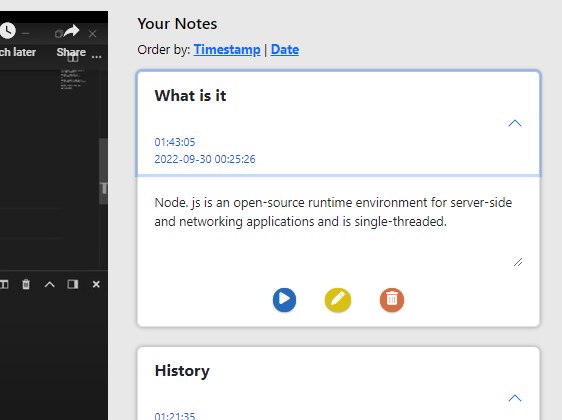 ch later
Share
Your Notes
Order by: Timestamp | Date
What is it
01:43:05
2022-09-30 00:25:26
Node. js is an open-source runtime environment for server-side
and networking applications and is single-threaded.
History
01:21:35